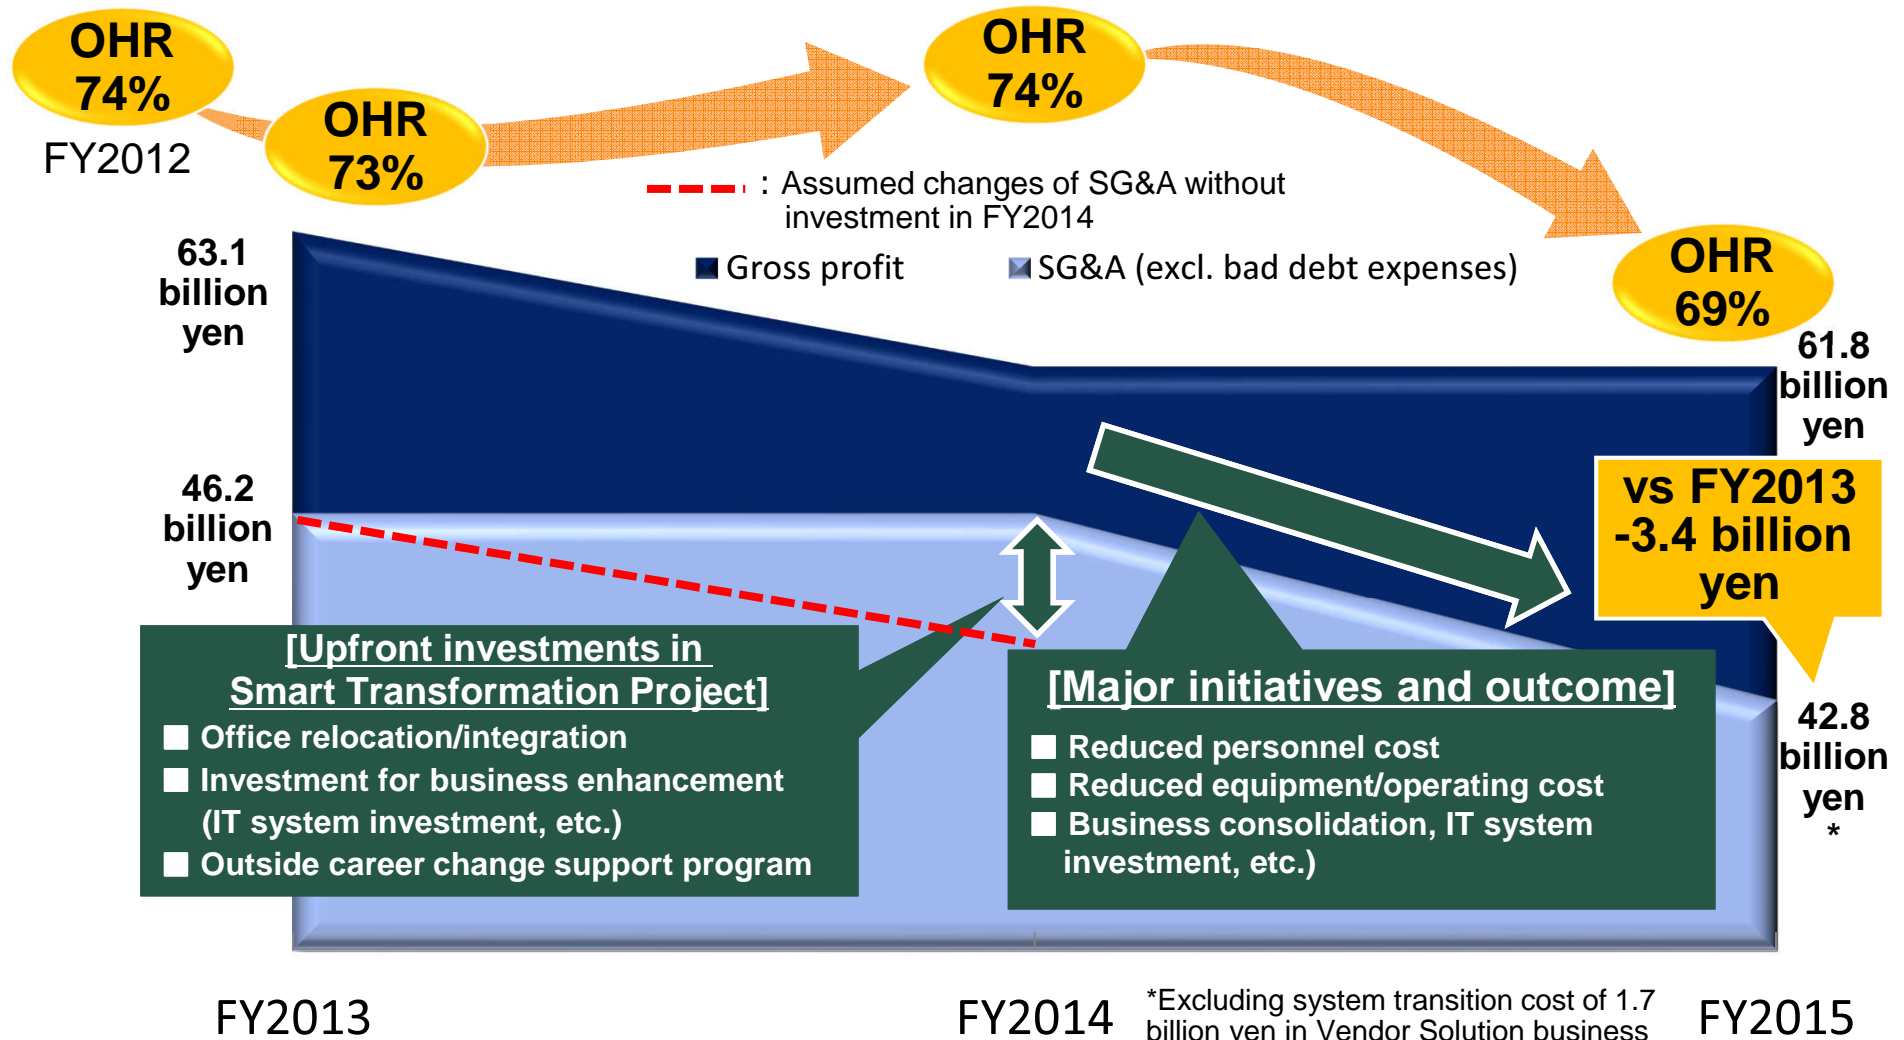 OHR
74%
FY2012
OHR
73%
OHR
74%
OHR
69%
: Assumed changes of SG&A without
investment in FY2014
Gross profit
SG&A (excl. bad debt expenses)
63.1
billion
yen
46.2
billion
yen
61.8
billion
yen
vs FY2013
-3.4 billion
yen
42.8
billion
yen
*
[Upfront investments in
Smart Transformation Project]
Office relocation/integration
Investment for business enhancement
(IT system investment, etc.)
Outside career change support program
[Major initiatives and outcome]
Reduced personnel cost
Reduced equipment/operating cost
Business consolidation, IT system
investment, etc.)
FY2013
FY2014
*Excluding system transition cost of 1.7
billion yen in Vendor Solution business
FY2015